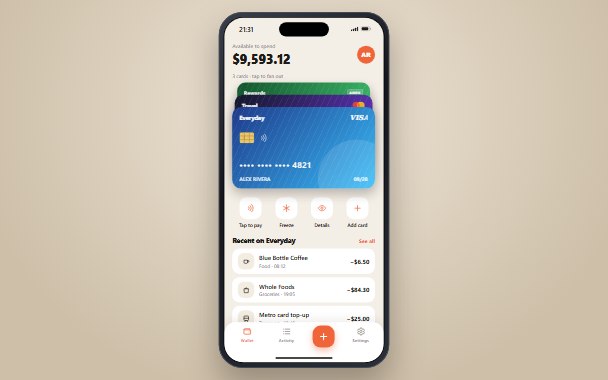 21:31
Available to spend
$9,593.12
AR
3 cards · tap to fan out
Rewards
Travel
Everyday
VISA
•••• •••• •••• 4821
ALEX RIVERA
Tap to pay
Freeze
Details
Add card
Recent on Everyday
See all
Blue Bottle Coffee
−$6.50
Food · 08:12
Whole Foods
−$84.30
Groceries · 19:05
Metro card top-up
−$25.00
Wallet
Activity
Settings